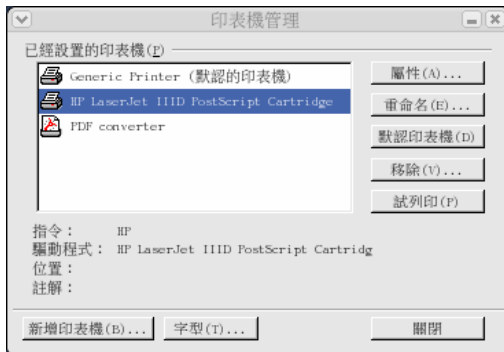 印表機管理
已經設置的印表機(P)
Generic Printer (默認的印表機)
HP LaserJet IIID PostScript Cartridge
PDF converter
屬性(A)...
重命名(E)...
默認印表機(D)
移除(V)...
試列印(P)
指令： HP
驅動程式： HP LaserJet IIID PostScript Cartridg
位置：
註解：
新增印表機(B)...
字型(T)...
關閉